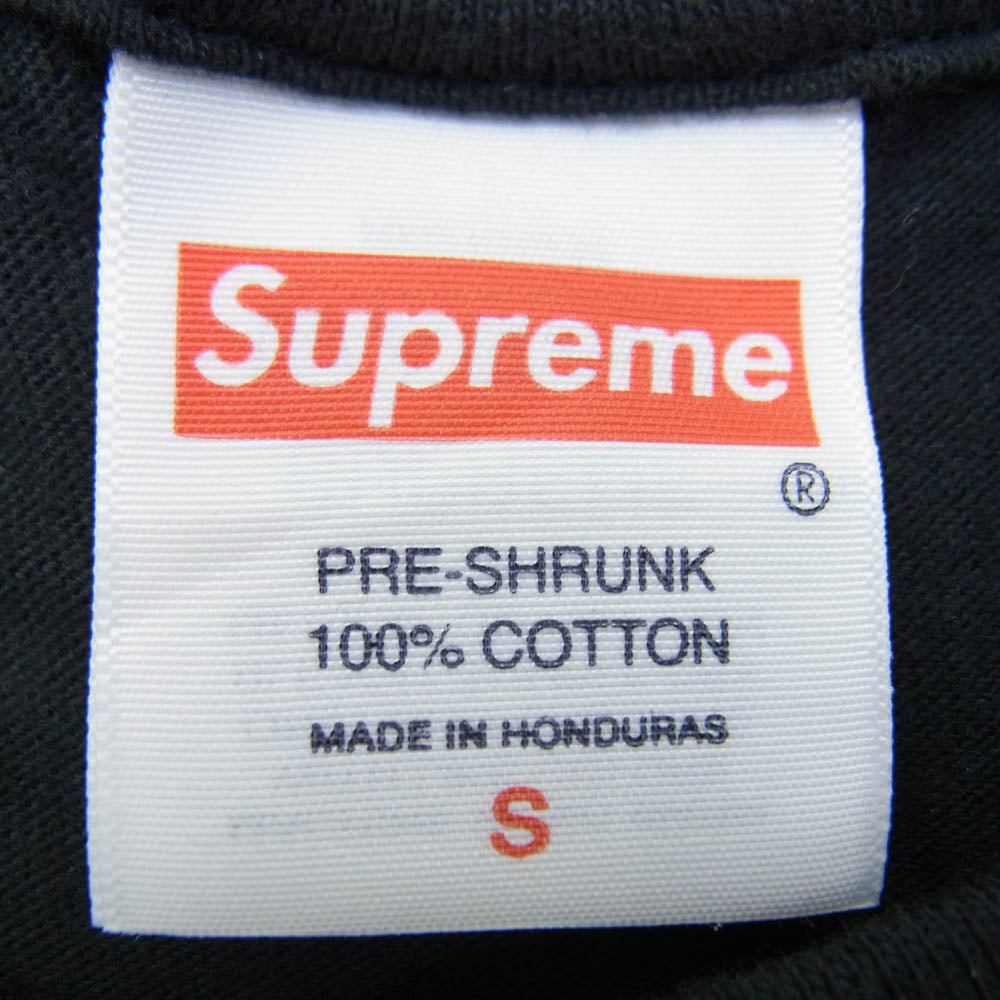 Supreme
®
PRE-SHRUNK
100% COTTON
MADE IN HONDURAS
S